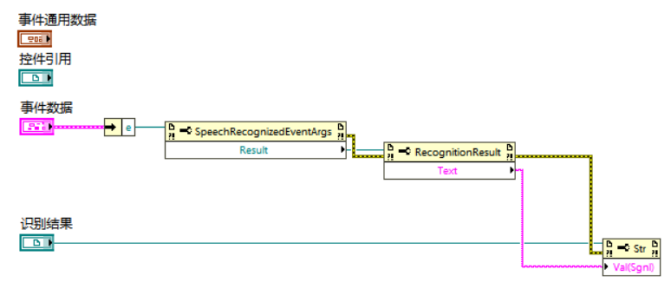 事件通用数据
控件引用
事件数据
e
SpeechRecognizedEventArgs
Result
RecognitionResult
Text
识别结果
Str
Val(Sgnl)